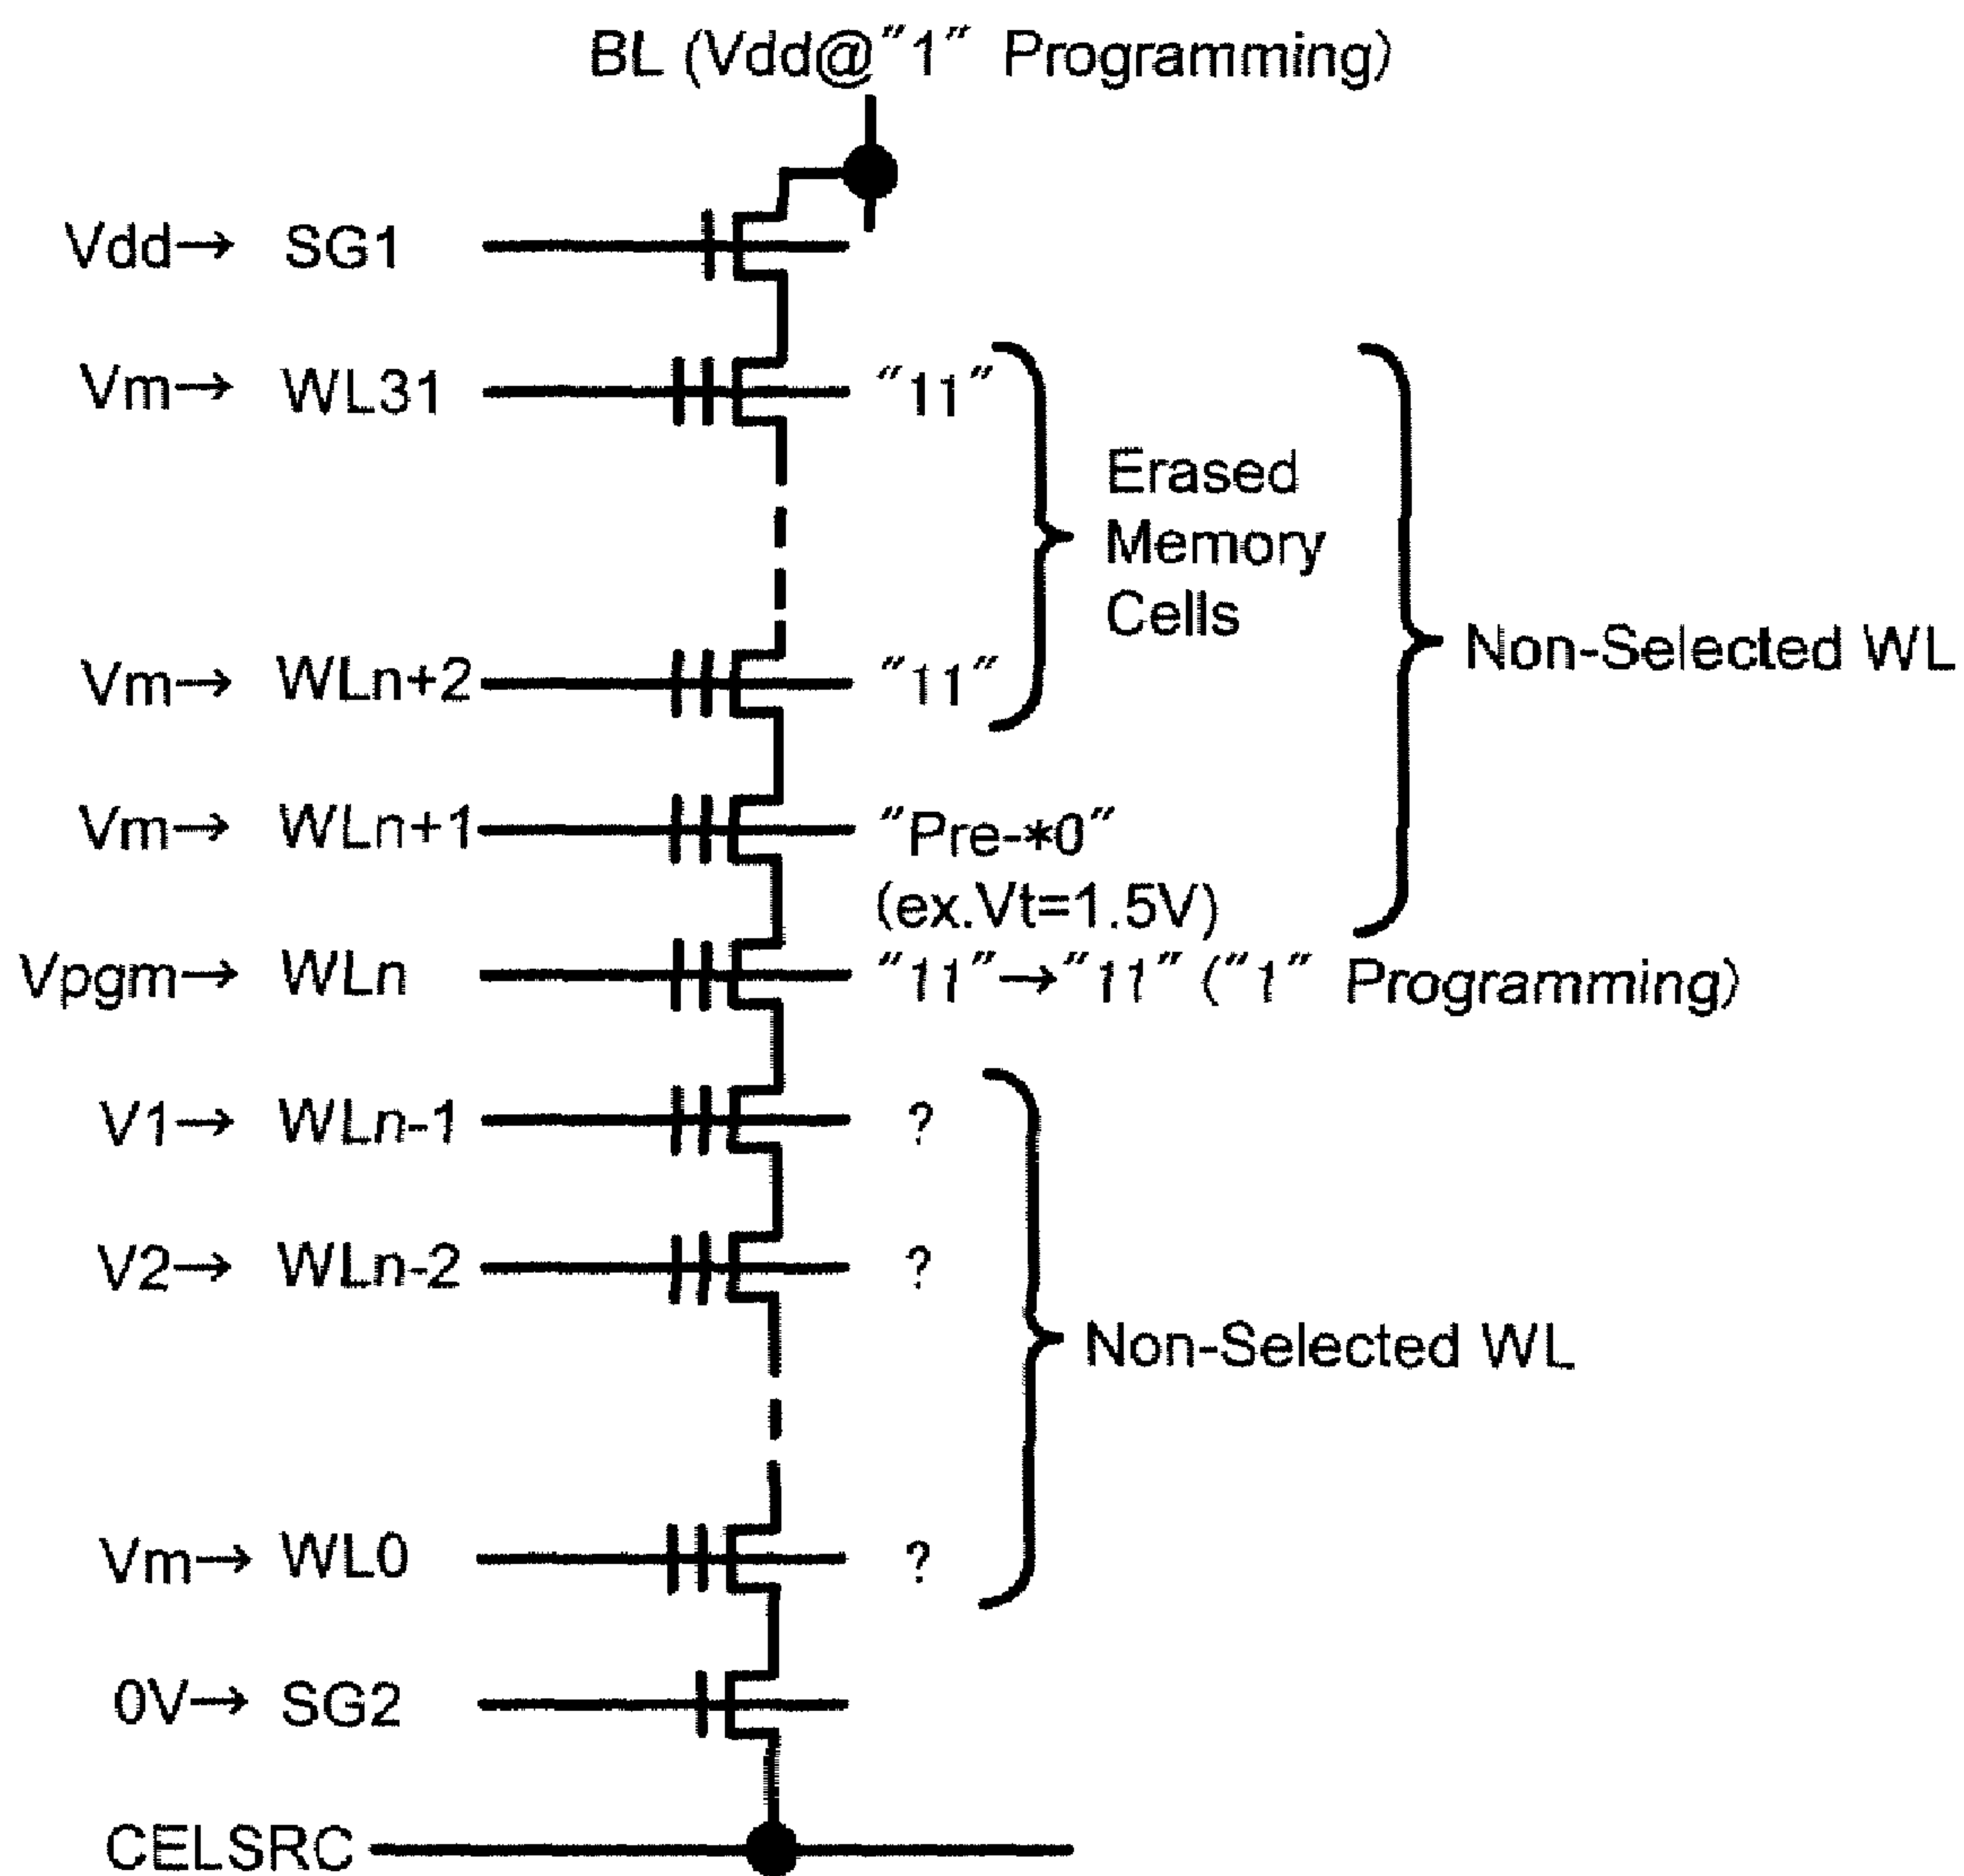 BL (Vdd@"1" Programming)
Vdd→ SG1
Vm→ WL31 "11"
Erased
Memory
Cells
Non-Selected WL
Vm→ WLn+2 "11"
Vm→ WLn+1 "Pre-*0"
(ex.Vt=1.5V)
Vpgm→ WLn "11"→"11" ("1" Programming)
V1→ WLn-1 ?
V2→ WLn-2 ?
Non-Selected WL
Vm→ WL0 ?
0V→ SG2
CELSRC